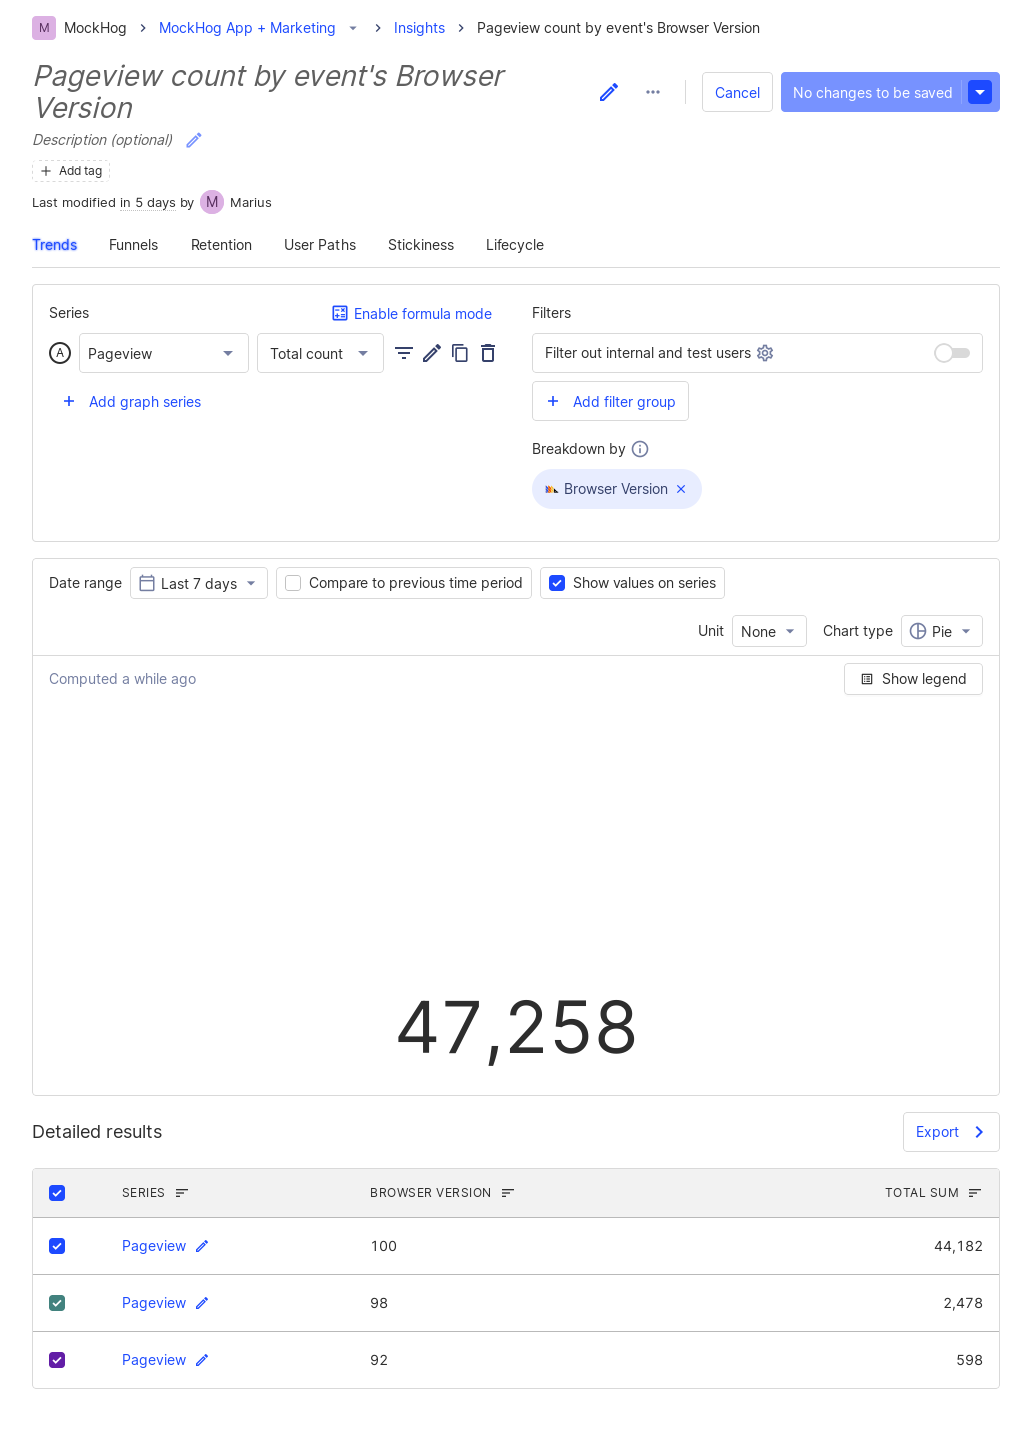 M MockHog MockHog App + Marketing Insights Pageview count by event's Browser Version
Pageview count by event's Browser
Version
Cancel No changes to be saved
Description (optional)
Add tag
Last modified in 5 days by M Marius
Trends Funnels Retention User Paths Stickiness Lifecycle
Series Enable formula mode
A Pageview Total count
Add graph series
Filters
Filter out internal and test users
Add filter group
Breakdown by
Browser Version
Date range Last 7 days Compare to previous time period Show values on series
Unit None Chart type Pie
Computed a while ago Show legend
47,258
Detailed results Export
SERIES BROWSER VERSION TOTAL SUM
Pageview 100 44,182
Pageview 98 2,478
Pageview 92 598